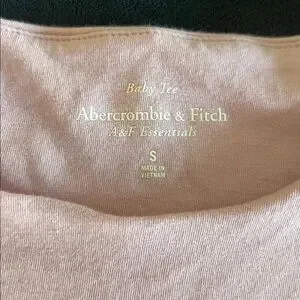 Baby Tee
Abercrombie & Fitch
A&F Essentials
S
MADE IN
VIETNAM